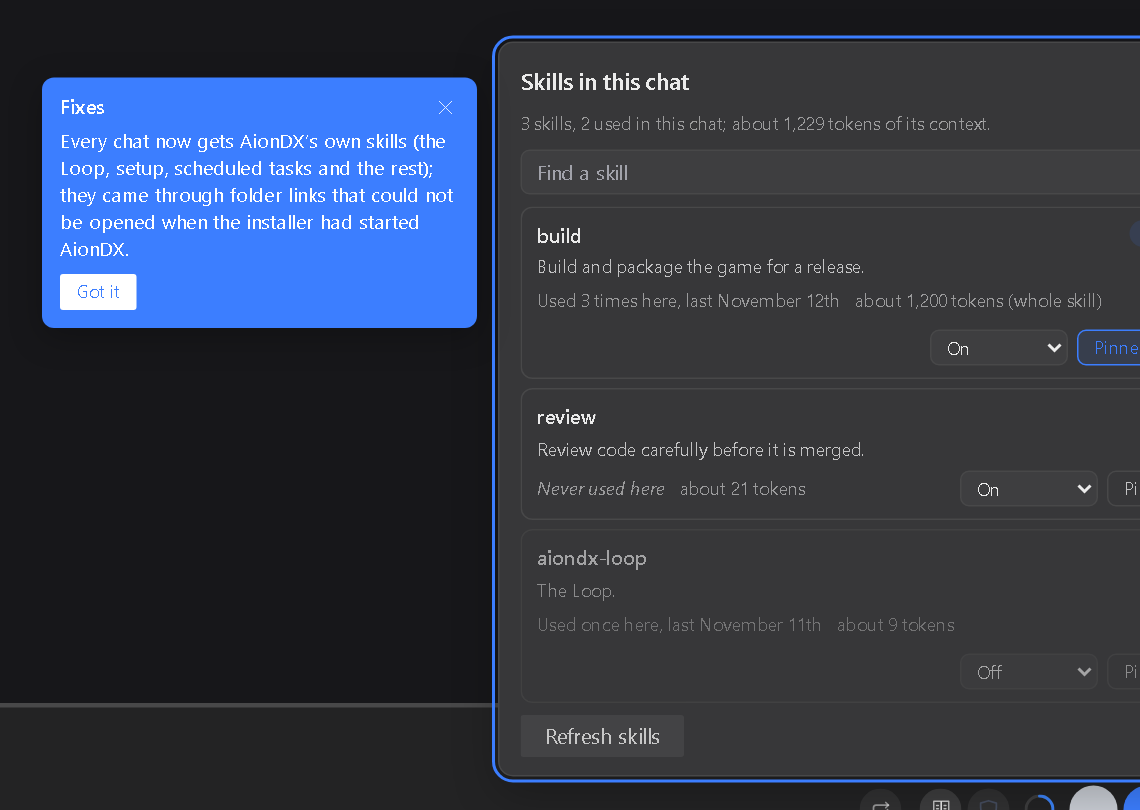 Fixes
Every chat now gets AionDX's own skills (the
Loop, setup, scheduled tasks and the rest);
they came through folder links that could not
be opened when the installer had started
AionDX.
Got it
Skills in this chat
3 skills, 2 used in this chat; about 1,229 tokens of its context.
Find a skill
build
Build and package the game for a release.
Used 3 times here, last November 12th about 1,200 tokens (whole skill)
On
Pinne
review
Review code carefully before it is merged.
Never used here about 21 tokens
On
Pi
aiondx-loop
The Loop.
Used once here, last November 11th about 9 tokens
Off
Pi
Refresh skills